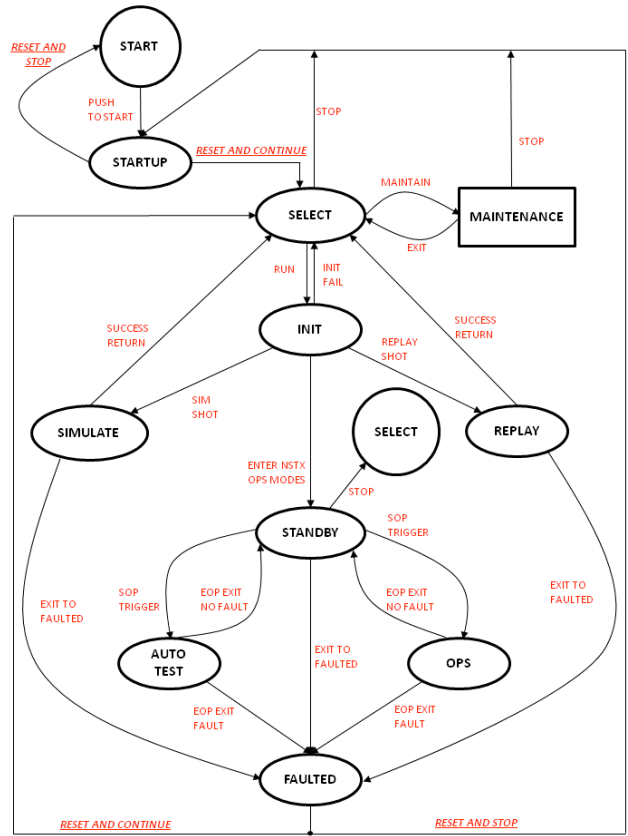 START
RESET AND
STOP
PUSH
TO START
STOP
STOP
RESET AND CONTINUE
STARTUP
MAINTAIN
SELECT
MAINTENANCE
EXIT
RUN
INIT
FAIL
INIT
SUCCESS
RETURN
SUCCESS
RETURN
REPLAY
SHOT
SIM
SHOT
SIMULATE
SELECT
REPLAY
ENTER NSTX
OPS MODES
STOP
STANDBY
SOP
TRIGGER
SOP
TRIGGER
EOP EXIT
NO FAULT
EOP EXIT
NO FAULT
EXIT TO
FAULTED
EXIT TO
FAULTED
EXIT TO
FAULTED
AUTO
TEST
OPS
EOP EXIT
FAULT
EOP EXIT
FAULT
FAULTED
RESET AND CONTINUE
RESET AND STOP